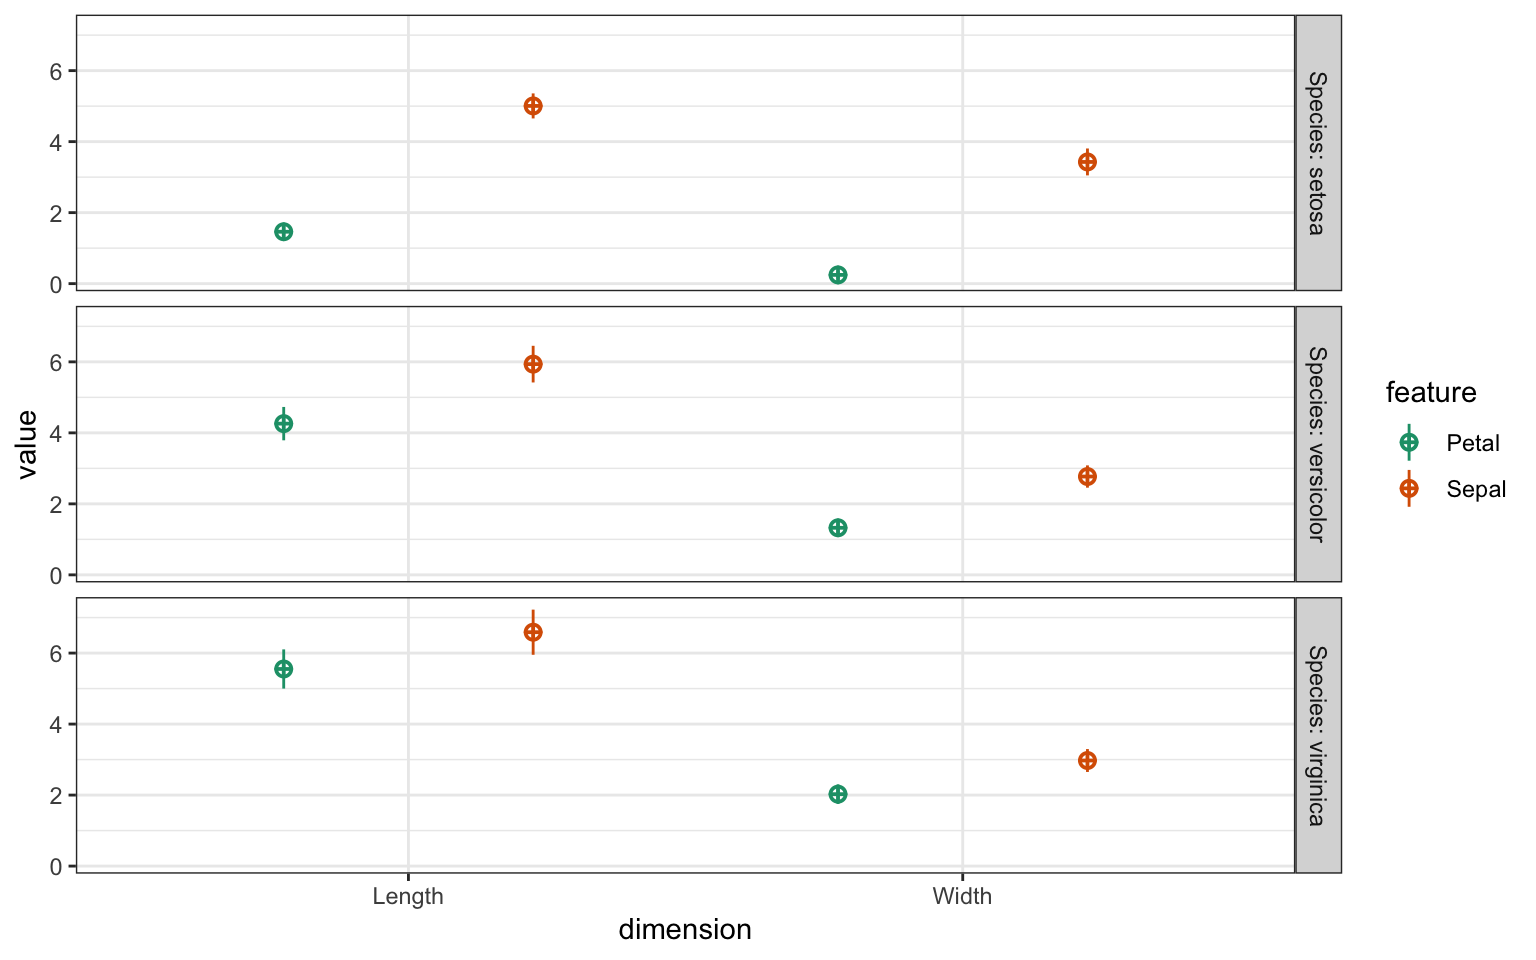 value
6
4
2
0
Species: setosa
6
4
2
0
Species: versicolor
6
4
2
0
Species: virginica
Length
Width
dimension
feature
Petal
Sepal